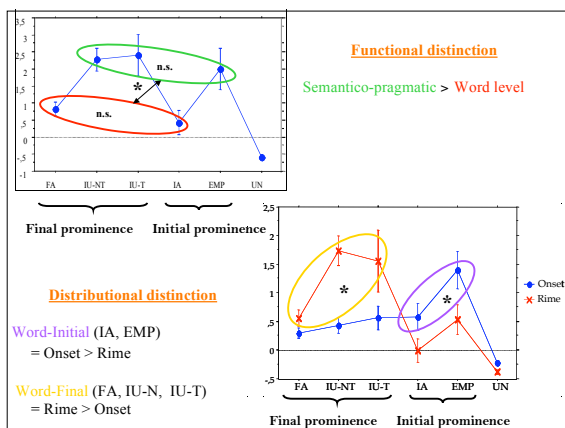 3,5
3
2,5
2
1,5
1
,5
0
-,5
-1
n.s.
*
n.s.
FA IU-NT IU-T IA EMP UN
Final prominence Initial prominence
Functional distinction
Semantico-pragmatic > Word level
2,5
2
1,5
1
,5
0
-,5
*
*
Onset
Rime
FA IU-NT IU-T IA EMP UN
Final prominence Initial prominence
Distributional distinction
Word-Initial (IA, EMP)
= Onset > Rime
Word-Final (FA, IU-N, IU-T)
= Rime > Onset